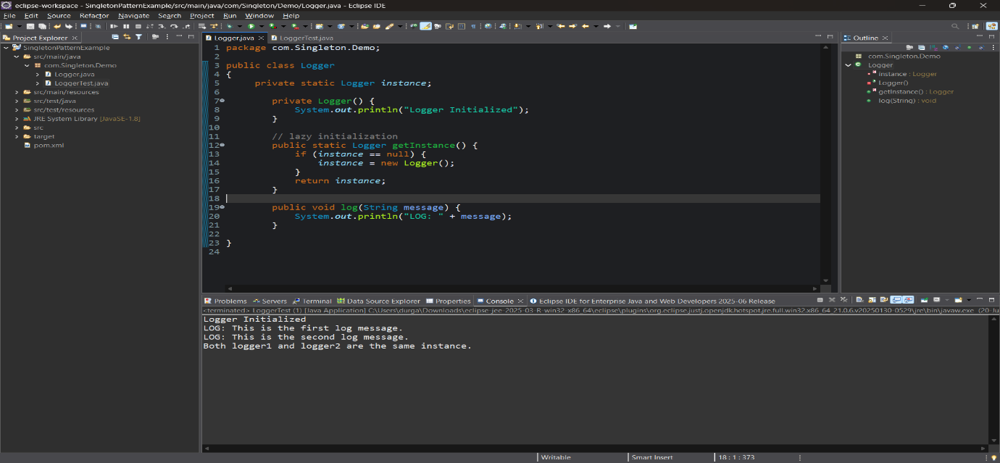 eclipse-workspace - SingletonPatternExample/src/main/java/com/Singleton/Demo/Logger.java - Eclipse IDE
File Edit Source Refactor Navigate Search Project Run Window Help
Project Explorer
SingletonPatternExample
src/main/java
com.Singleton.Demo
Logger.java
LoggerTest.java
src/main/resources
src/test/java
src/test/resources
JRE System Library [JavaSE-1.8]
src
target
pom.xml
Logger.java LoggerTest.java
1 package com.Singleton.Demo;
2
3 public class Logger
4 {
5 private static Logger instance;
6
7 private Logger() {
8 System.out.println("Logger Initialized");
9 }
10
11 // lazy initialization
12 public static Logger getInstance() {
13 if (instance == null) {
14 instance = new Logger();
15 }
16 return instance;
17 }
18
19 public void log(String message) {
20 System.out.println("LOG: " + message);
21 }
22
23 }
24
Outline
com.Singleton.Demo
Logger
instance : Logger
Logger()
getInstance() : Logger
log(String) : void
Problems Servers Terminal Data Source Explorer Properties Console Eclipse IDE for Enterprise Java and Web Developers 2025-06 Release
<terminated> LoggerTest (1) [Java Application] C:\Users\durga\Downloads\eclipse-jee-2025-03-R-win32-x86_64\eclipse\plugins\org.eclipse.justj.openjdk.hotspot.jre.full.win32.x86_64_21.0.6.v20250130-0529\jre\bin\javaw.exe (20-Ju
Logger Initialized
LOG: This is the first log message.
LOG: This is the second log message.
Both logger1 and logger2 are the same instance.
Writable Smart Insert 18 : 1 : 373